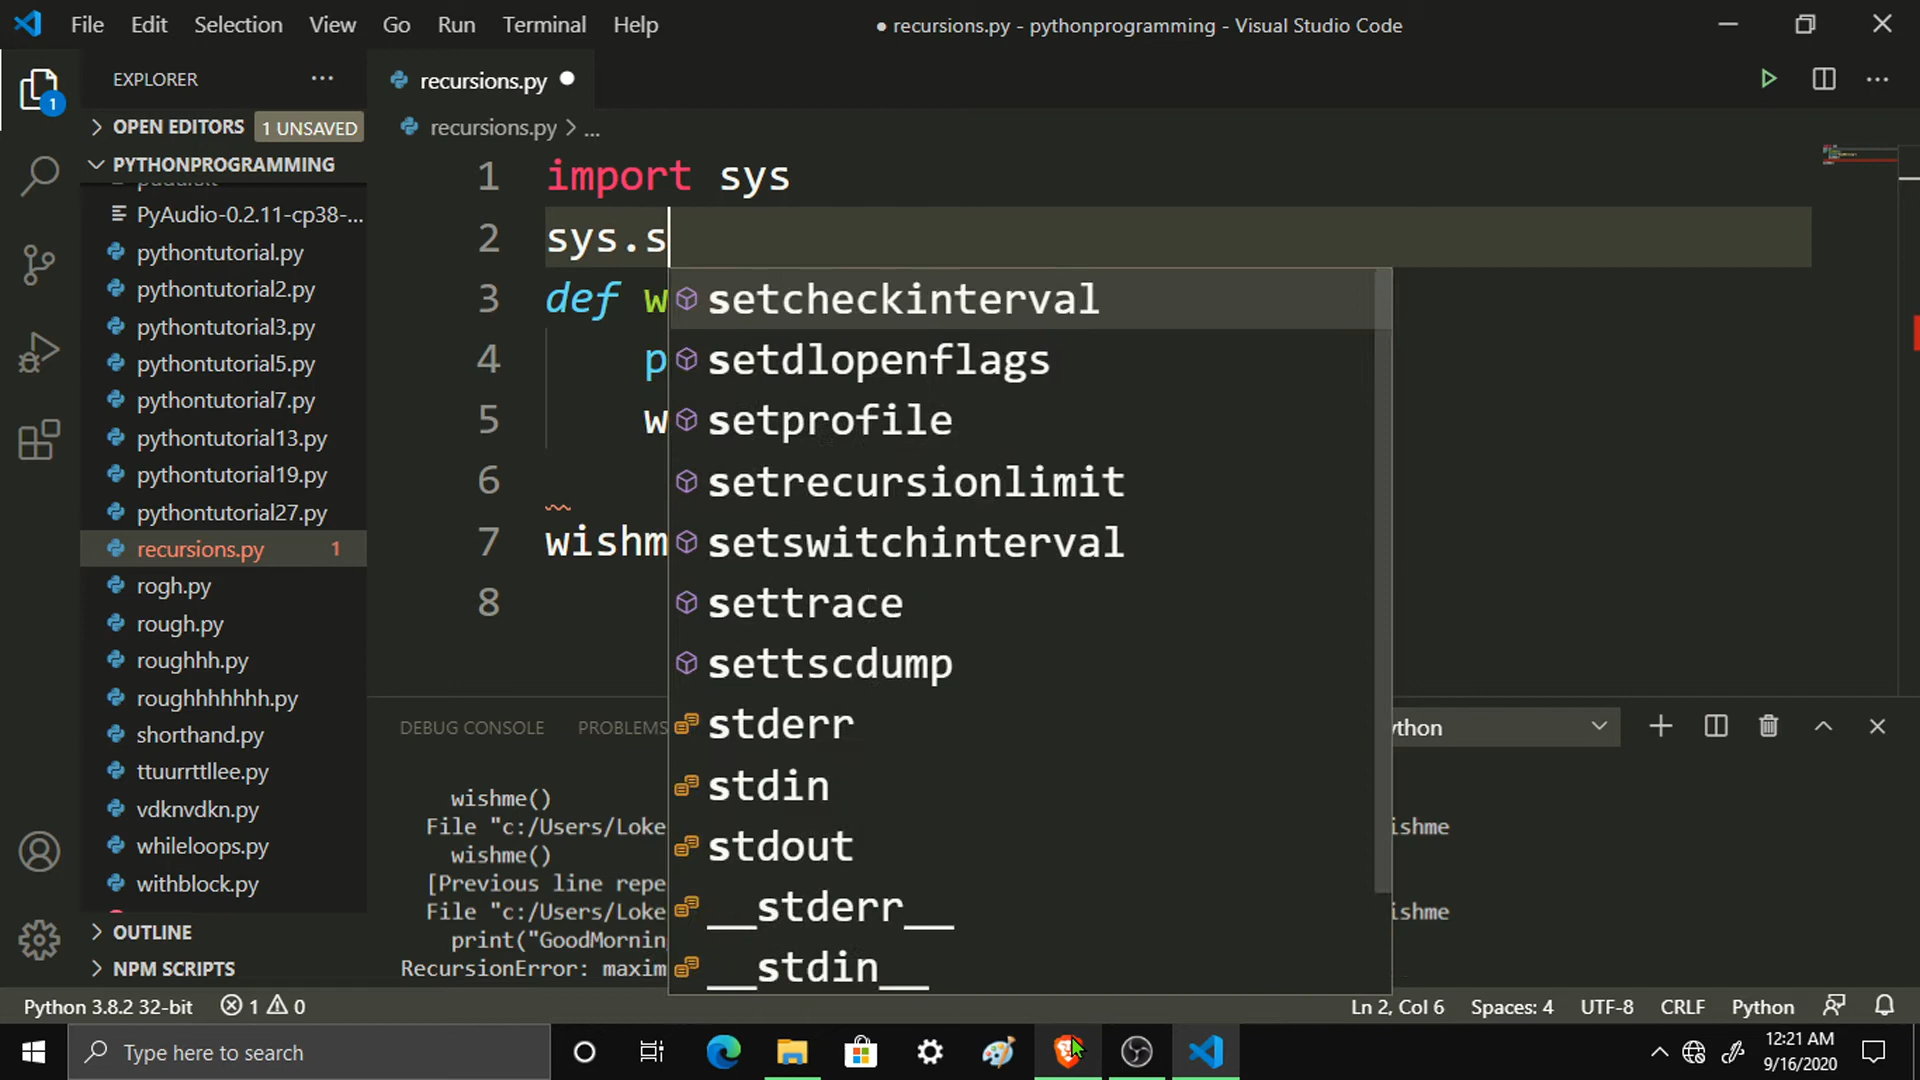 File Edit Selection View Go Run Terminal Help
● recursions.py - pythonprogramming - Visual Studio Code
EXPLORER
OPEN EDITORS 1 UNSAVED
PYTHONPROGRAMMING
PyAudio-0.2.11-cp38-...
pythontutorial.py
pythontutorial2.py
pythontutorial3.py
pythontutorial5.py
pythontutorial7.py
pythontutorial13.py
pythontutorial19.py
pythontutorial27.py
recursions.py 1
rogh.py
rough.py
roughhh.py
roughhhhhhh.py
shorthand.py
ttuurrttllee.py
vdknvdkn.py
whileloops.py
withblock.py
OUTLINE
NPM SCRIPTS
1
recursions.py
recursions.py > ...
1 import sys
2 sys.s
3 def w
4 p
5 w
6
7 wishm
8
setcheckinterval
setdlopenflags
setprofile
setrecursionlimit
setswitchinterval
settrace
settscdump
stderr
stdin
stdout
__stderr__
__stdin__
DEBUG CONSOLE PROBLEMS ython
wishme()
File "c:/Users/Loke ishme
wishme()
[Previous line repe
File "c:/Users/Loke ishme
print("GoodMornin
RecursionError: maxim
Python 3.8.2 32-bit 1 0 Ln 2, Col 6 Spaces: 4 UTF-8 CRLF Python
Type here to search
12:21 AM
9/16/2020